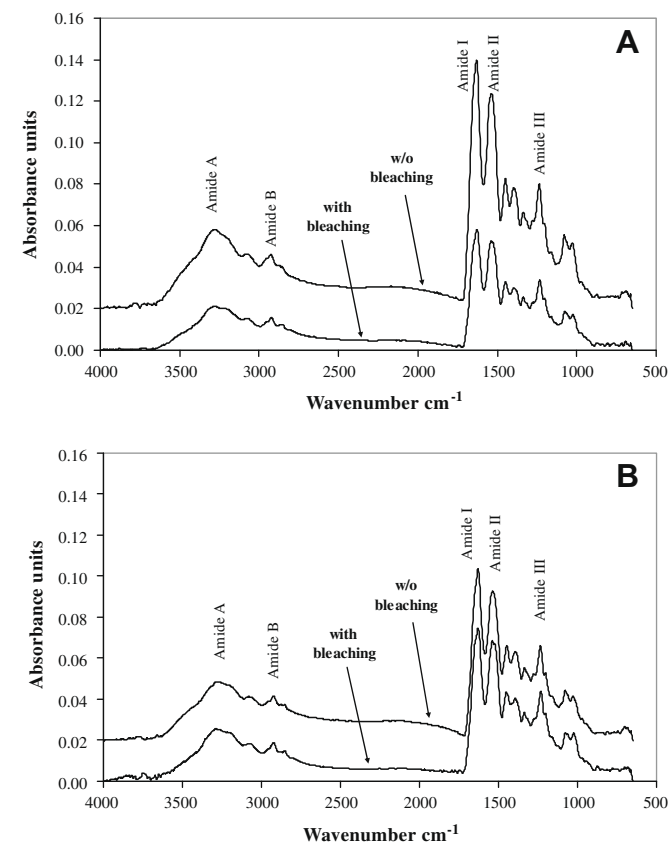 A
0.16
0.14
0.12
0.10
0.08
0.06
0.04
0.02
0.00
Absorbance units
Amide A
Amide B
with
bleaching
w/o
bleaching
Amide I
Amide II
Amide III
4000 3500 3000 2500 2000 1500 1000 500
Wavenumber cm-1
B
0.16
0.14
0.12
0.10
0.08
0.06
0.04
0.02
0.00
Absorbance units
Amide A
Amide B
with
bleaching
w/o
bleaching
Amide I
Amide II
Amide III
4000 3500 3000 2500 2000 1500 1000 500
Wavenumber cm-1